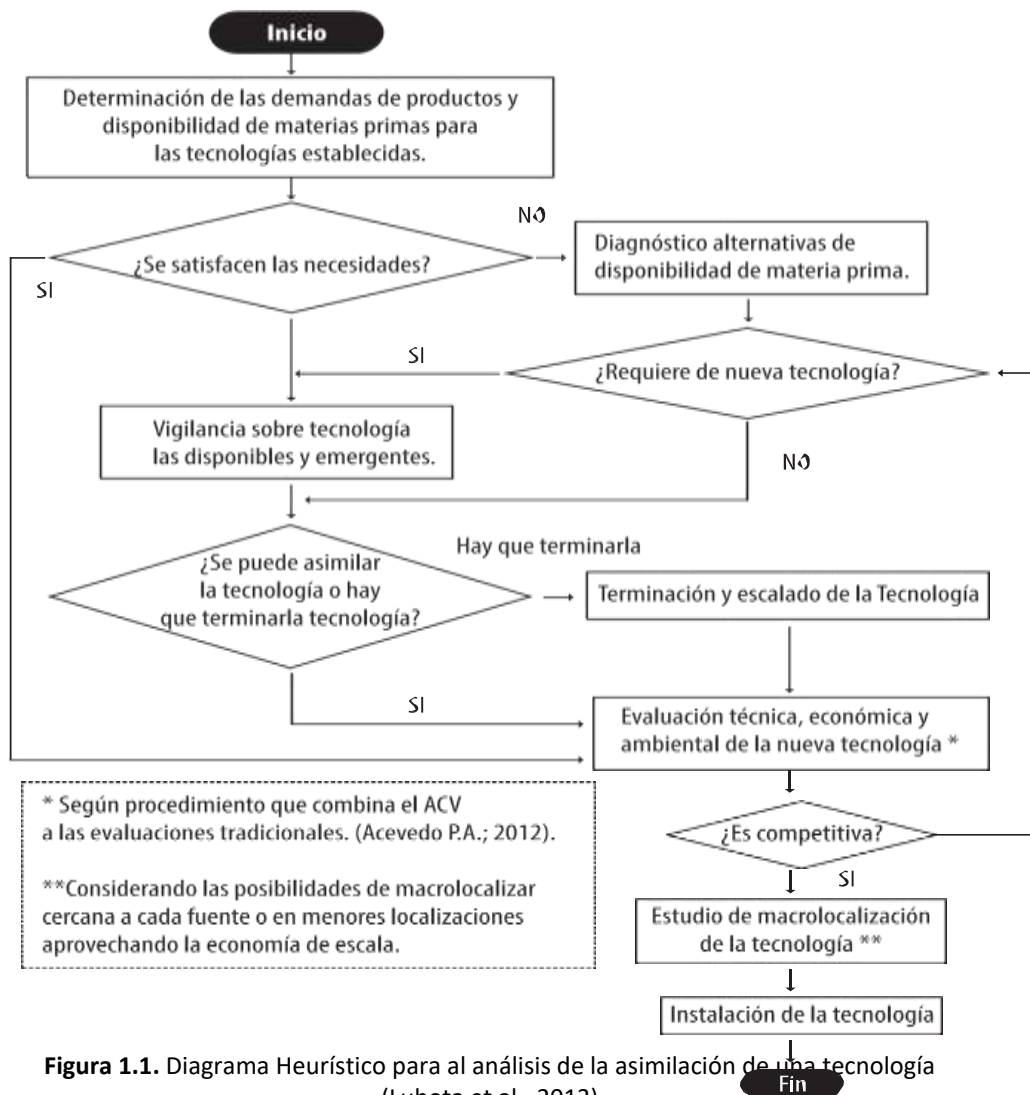 Inicio
Determinación de las demandas de productos y
disponibilidad de materias primas para
las tecnologías establecidas.
NO
¿Se satisfacen las necesidades?
SI
Diagnóstico alternativas de
disponibilidad de materia prima.
SI
¿Requiere de nueva tecnología?
Vigilancia sobre tecnología
las disponibles y emergentes.
NO
Hay que terminarla
¿Se puede asimilar
la tecnología o hay
que terminarla tecnología?
Terminación y escalado de la Tecnología
SI
Evaluación técnica, económica y
ambiental de la nueva tecnología *
* Según procedimiento que combina el ACV
a las evaluaciones tradicionales. (Acevedo P.A.; 2012).
**Considerando las posibilidades de macrolocalizar
cercana a cada fuente o en menores localizaciones
aprovechando la economía de escala.
¿Es competitiva?
SI
Estudio de macrolocalización
de la tecnología **
Instalación de la tecnología
Figura 1.1. Diagrama Heurístico para al análisis de la asimilación de una tecnología
Fin